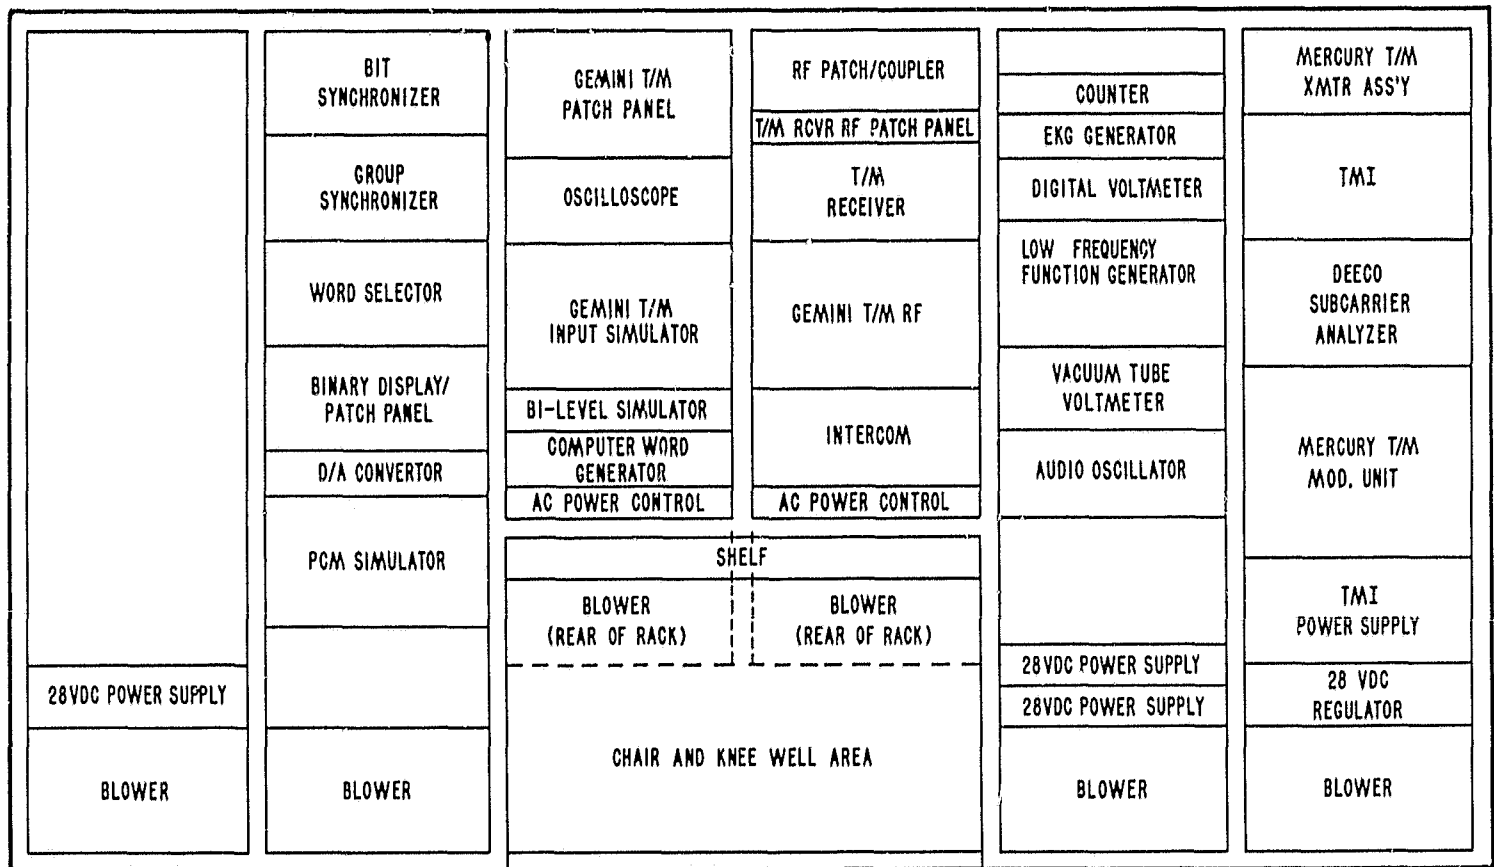 28VDC POWER SUPPLY
BLOWER
BIT
SYNCHRONIZER
GROUP
SYNCHRONIZER
WORD SELECTOR
BINARY DISPLAY/
PATCH PANEL
D/A CONVERTOR
PCM SIMULATOR
BLOWER
GEMINI T/M
PATCH PANEL
OSCILLOSCOPE
GEMINI T/M
INPUT SIMULATOR
BI-LEVEL SIMULATOR
COMPUTER WORD
GENERATOR
AC POWER CONTROL
RF PATCH/COUPLER
T/M RCVR RF PATCH PANEL
T/M
RECEIVER
GEMINI T/M RF
INTERCOM
AC POWER CONTROL
SHELF
BLOWER
(REAR OF RACK)
BLOWER
(REAR OF RACK)
CHAIR AND KNEE WELL AREA
COUNTER
EKG GENERATOR
DIGITAL VOLTMETER
LOW FREQUENCY
FUNCTION GENERATOR
VACUUM TUBE
VOLTMETER
AUDIO OSCILLATOR
28VDC POWER SUPPLY
28VDC POWER SUPPLY
BLOWER
MERCURY T/M
XMTR ASS'Y
TMI
DEECO
SUBCARRIER
ANALYZER
MERCURY T/M
MOD. UNIT
TMI
POWER SUPPLY
28 VDC
REGULATOR
BLOWER